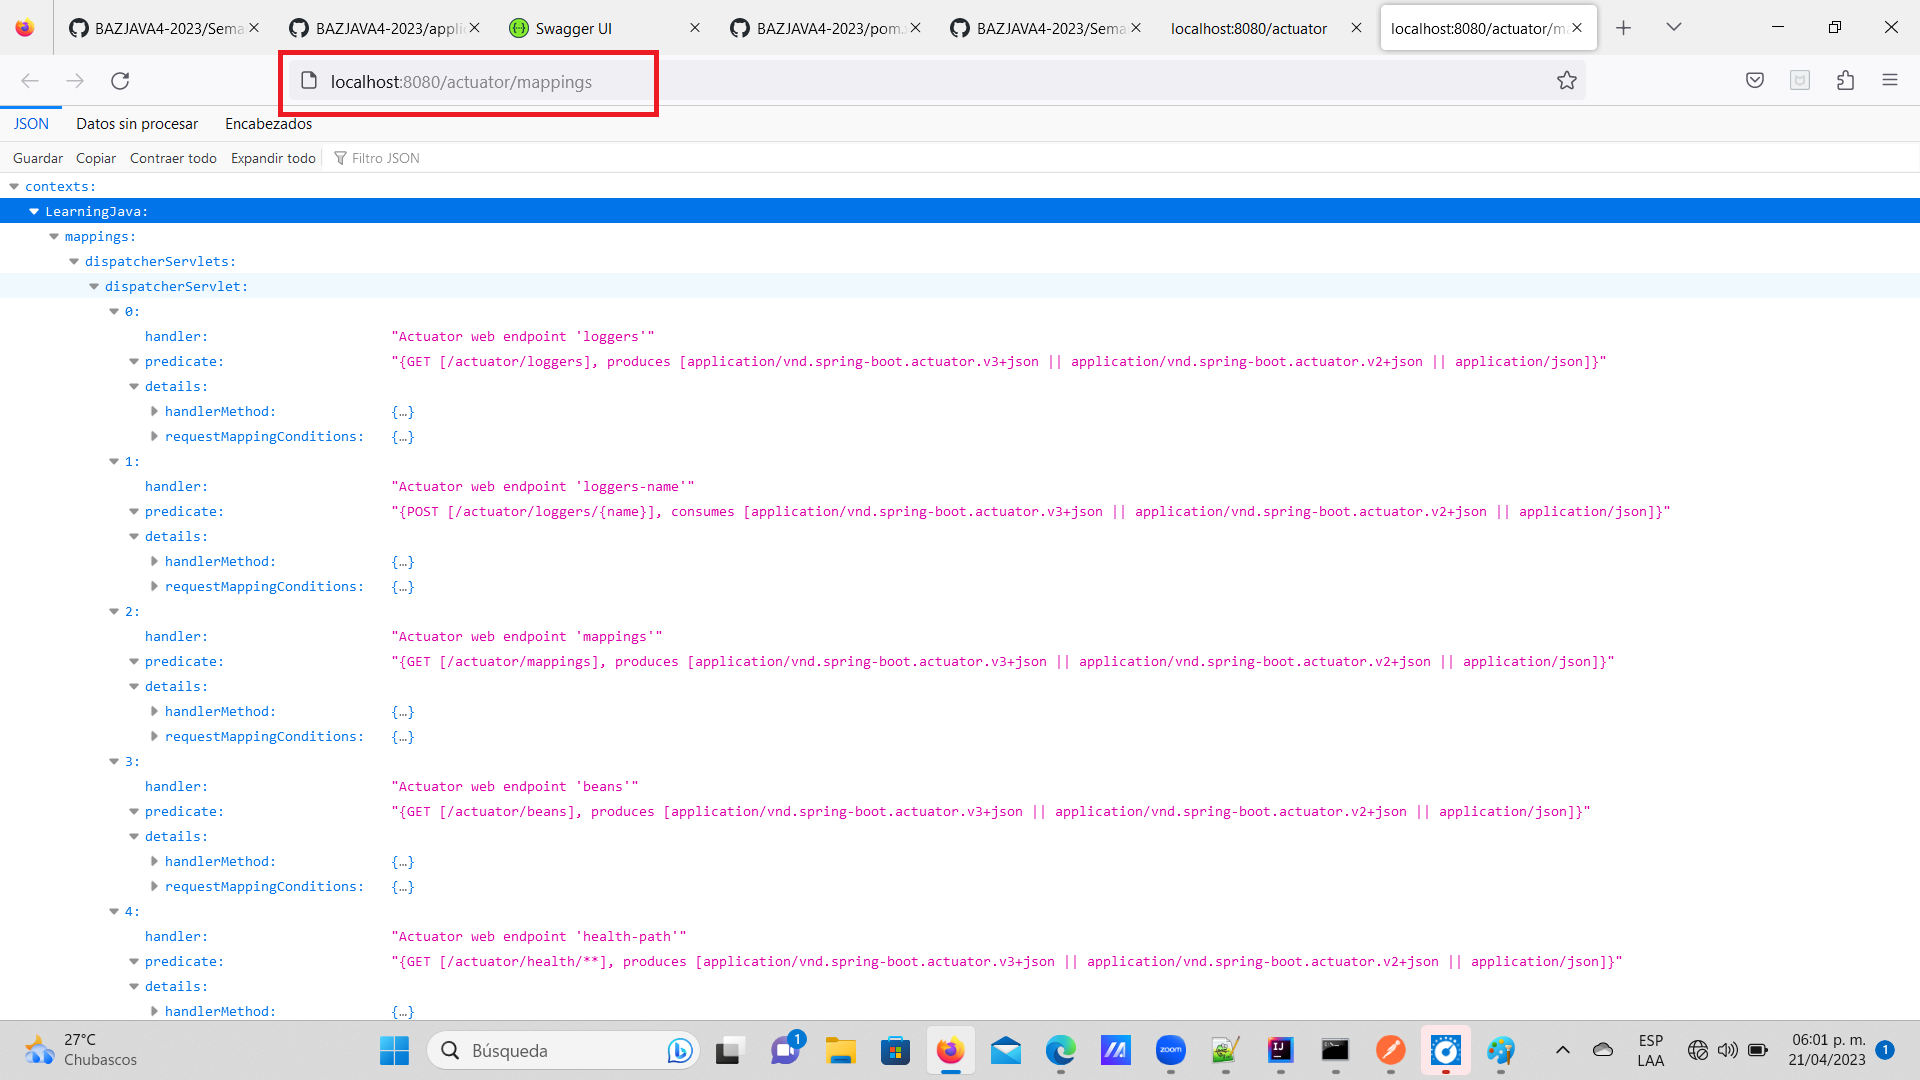 BAZJAVA4-2023/Sema
BAZJAVA4-2023/applic
Swagger UI
BAZJAVA4-2023/pom.
BAZJAVA4-2023/Sema
localhost:8080/actuator
localhost:8080/actuator/m
localhost:8080/actuator/mappings
JSON Datos sin procesar Encabezados
Guardar Copiar Contraer todo Expandir todo Filtro JSON
contexts:
LearningJava:
mappings:
dispatcherServlets:
dispatcherServlet:
0:
handler: "Actuator web endpoint 'loggers'"
predicate: "{GET [/actuator/loggers], produces [application/vnd.spring-boot.actuator.v3+json || application/vnd.spring-boot.actuator.v2+json || application/json]}"
details:
handlerMethod: {…}
requestMappingConditions: {…}
1:
handler: "Actuator web endpoint 'loggers-name'"
predicate: "{POST [/actuator/loggers/{name}], consumes [application/vnd.spring-boot.actuator.v3+json || application/vnd.spring-boot.actuator.v2+json || application/json]}"
details:
handlerMethod: {…}
requestMappingConditions: {…}
2:
handler: "Actuator web endpoint 'mappings'"
predicate: "{GET [/actuator/mappings], produces [application/vnd.spring-boot.actuator.v3+json || application/vnd.spring-boot.actuator.v2+json || application/json]}"
details:
handlerMethod: {…}
requestMappingConditions: {…}
3:
handler: "Actuator web endpoint 'beans'"
predicate: "{GET [/actuator/beans], produces [application/vnd.spring-boot.actuator.v3+json || application/vnd.spring-boot.actuator.v2+json || application/json]}"
details:
handlerMethod: {…}
requestMappingConditions: {…}
4:
handler: "Actuator web endpoint 'health-path'"
predicate: "{GET [/actuator/health/**], produces [application/vnd.spring-boot.actuator.v3+json || application/vnd.spring-boot.actuator.v2+json || application/json]}"
details:
handlerMethod: {…}
27°C
Chubascos
Búsqueda
1
zoom
IJ
ESP
LAA
06:01 p. m.
21/04/2023
1